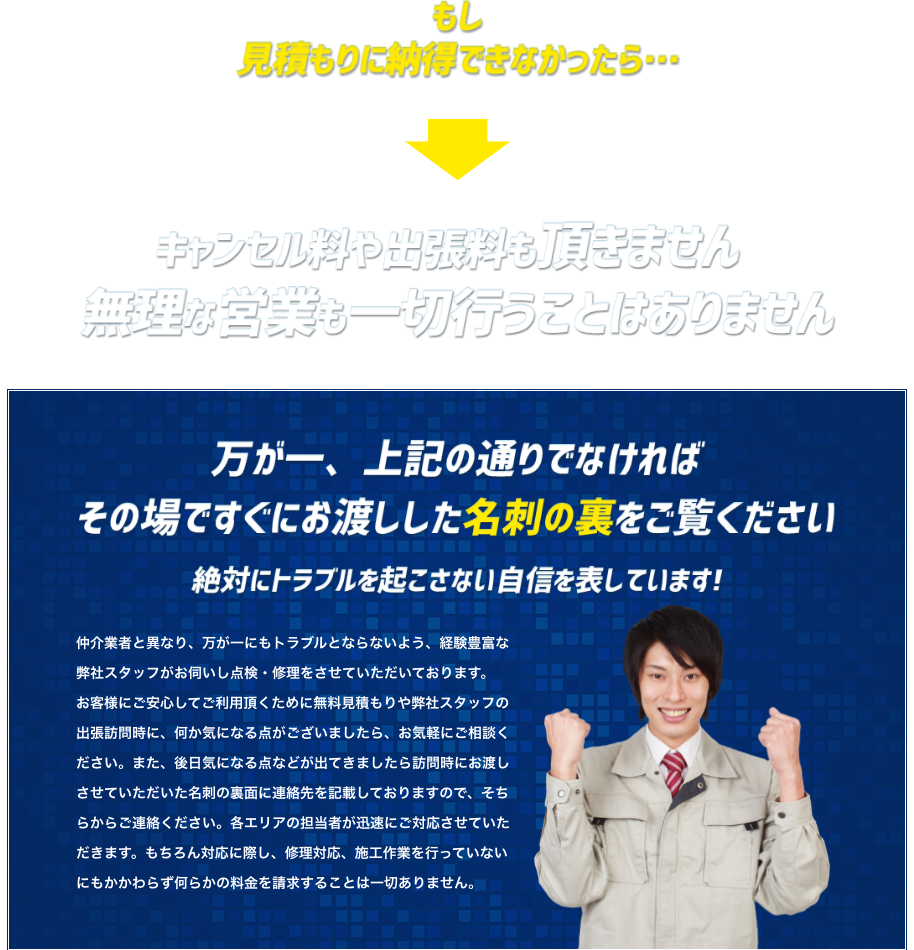 もし
見積もりに納得できなかったら…
キャンセル料や出張料も頂きません
無理な営業も一切行うことはありません
万が一、上記の通りでなければ
その場ですぐにお渡しした名刺の裏をご覧ください
絶対にトラブルを起こさない自信を表しています!
仲介業者と異なり、万が一にもトラブルとならないよう、経験豊富な
弊社スタッフがお伺いし点検・修理をさせていただいております。
お客様にご安心してご利用頂くために無料見積もりや弊社スタッフの
出張訪問時に、何か気になる点がございましたら、お気軽にご相談く
ださい。また、後日気になる点などが出てきましたら訪問時にお渡し
させていただいた名刺の裏面に連絡先を記載しておりますので、そち
らからご連絡ください。各エリアの担当者が迅速にご対応させていた
だきます。もちろん対応に際し、修理対応、施工作業を行っていない
にもかかわらず何らかの料金を請求することは一切ありません。